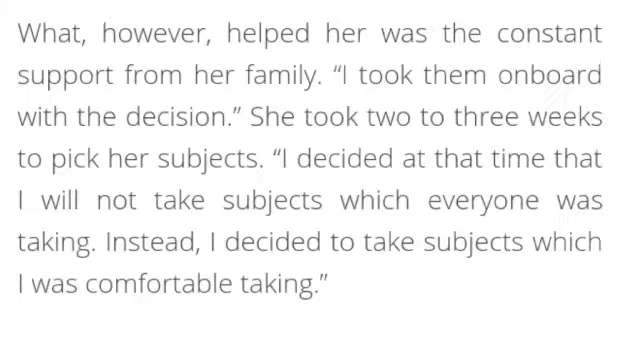 What, however, helped her was the constant
support from her family. “I took them onboard
with the decision.” She took two to three weeks
to pick her subjects. “I decided at that time that
I will not take subjects which everyone was
taking. Instead, I decided to take subjects which
I was comfortable taking.”